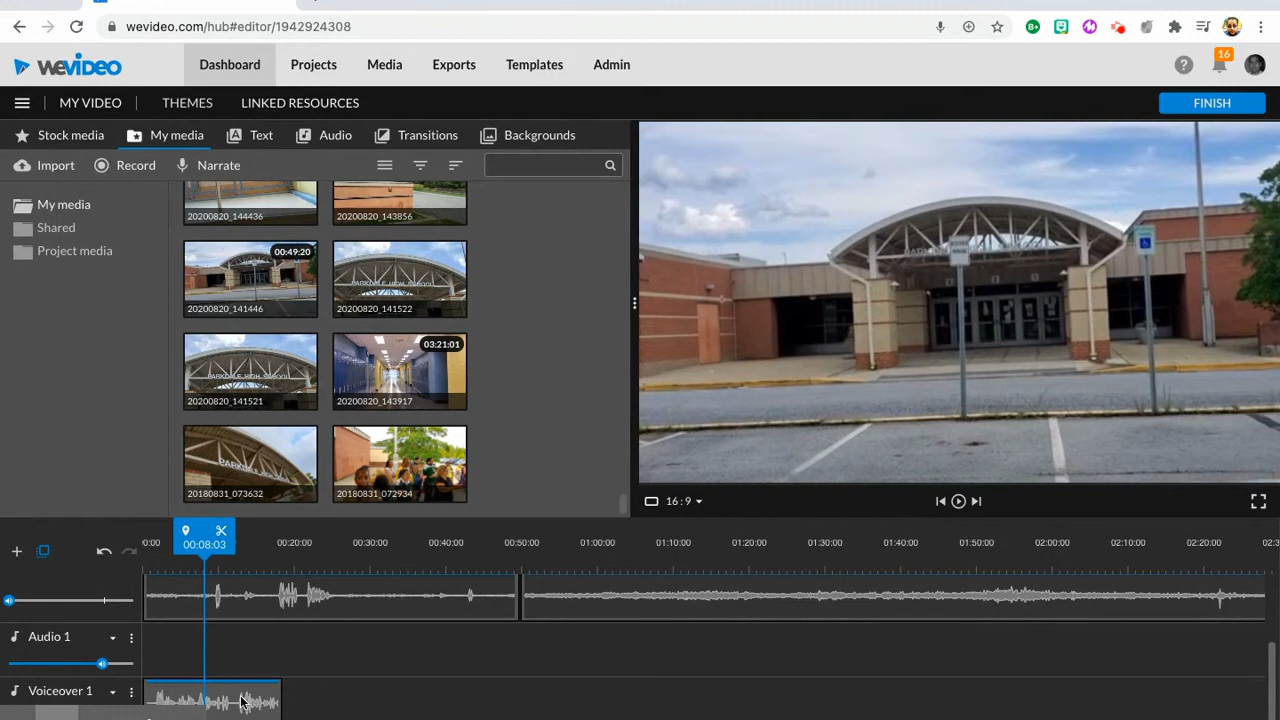 wevideo.com/hub#editor/1942924308
wevideo
Dashboard
Projects
Media
Exports
Templates
Admin
16
MY VIDEO
THEMES
LINKED RESOURCES
FINISH
Stock media
My media
Text
Audio
Transitions
Backgrounds
Import
Record
Narrate
My media
Shared
Project media
20200820_144436
20200820_143856
00:49:20
20200820_141446
20200820_141522
03:21:01
20200820_141521
20200820_143917
20180831_073632
20180831_072934
16:9
00:08:03
00:20:00
00:30:00
00:40:00
00:50:00
01:00:00
01:10:00
01:20:00
01:30:00
01:40:00
01:50:00
02:00:00
02:10:00
02:20:00
Audio 1
Voiceover 1